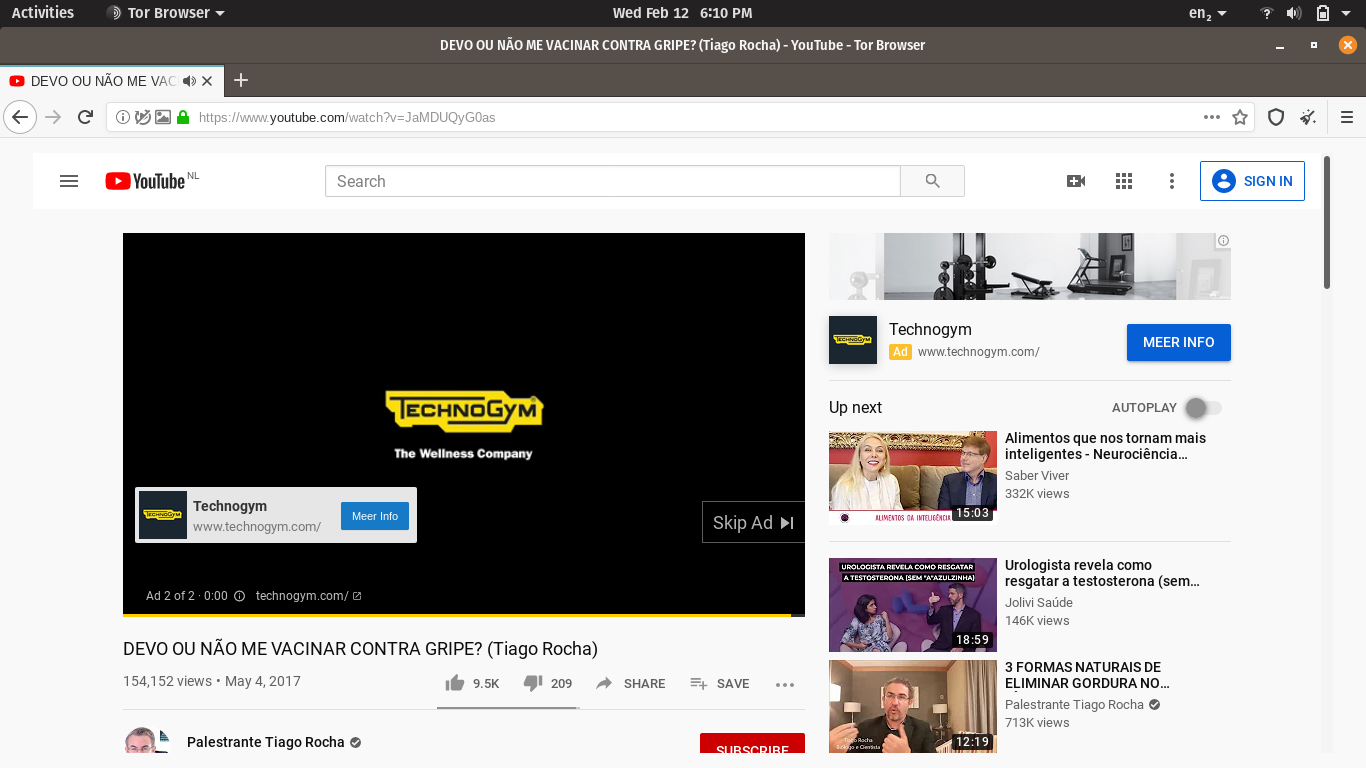 Activities
Tor Browser
Wed Feb 12 6:10 PM
en₂
DEVO OU NÃO ME VACINAR CONTRA GRIPE? (Tiago Rocha) - YouTube - Tor Browser
DEVO OU NÃO ME VACI
https://www.youtube.com/watch?v=JaMDUQyG0as
YouTube NL
Search
SIGN IN
TECHNOGYM
The Wellness Company
Technogym
www.technogym.com/
Meer Info
Skip Ad
Ad 2 of 2 · 0:00
technogym.com/
DEVO OU NÃO ME VACINAR CONTRA GRIPE? (Tiago Rocha)
154,152 views • May 4, 2017
9.5K
209
SHARE
SAVE
Palestrante Tiago Rocha
SUBSCRIBE
Technogym
Ad www.technogym.com/
MEER INFO
Up next
AUTOPLAY
ALIMENTOS DA INTELIGÊNCIA
15:03
Alimentos que nos tornam mais
inteligentes - Neurociência...
Saber Viver
332K views
UROLOGISTA REVELA COMO RESGATAR
A TESTOSTERONA (SEM "A"AZULZINHA)
18:59
Urologista revela como
resgatar a testosterona (sem...
Jolivi Saúde
146K views
Tiago Rocha
12:19
3 FORMAS NATURAIS DE
ELIMINAR GORDURA NO...
Palestrante Tiago Rocha
713K views